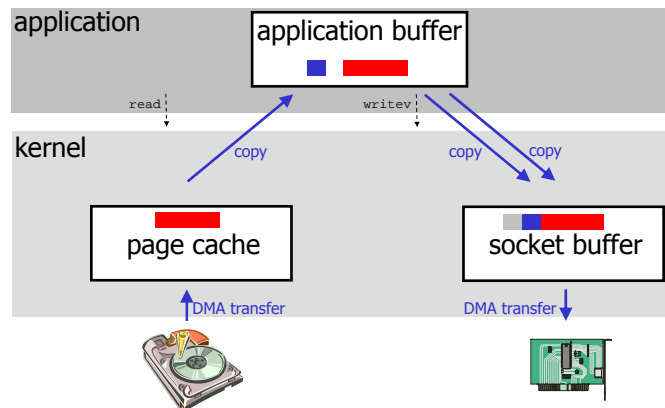 application
application buffer
read
writev
kernel
copy
copy
copy
page cache
socket buffer
DMA transfer
DMA transfer